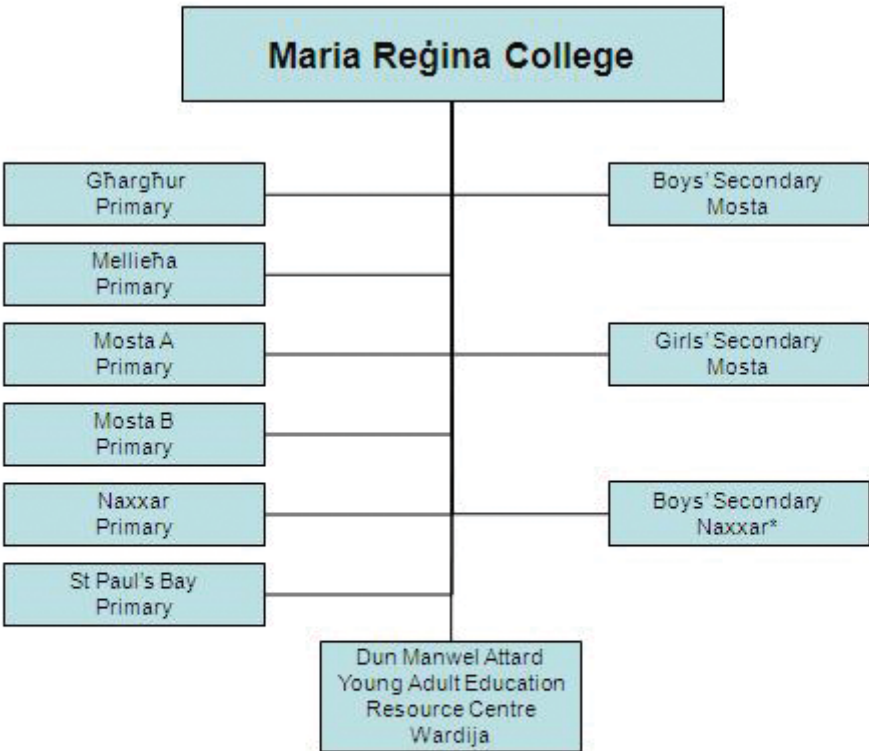 Maria Reġina College
Għargħur
Primary
Mellieħa
Primary
Mosta A
Primary
Mosta B
Primary
Naxxar
Primary
St Paul's Bay
Primary
Boys' Secondary
Mosta
Girls' Secondary
Mosta
Boys' Secondary
Naxxar*
Dun Manwel Attard
Young Adult Education
Resource Centre
Wardija